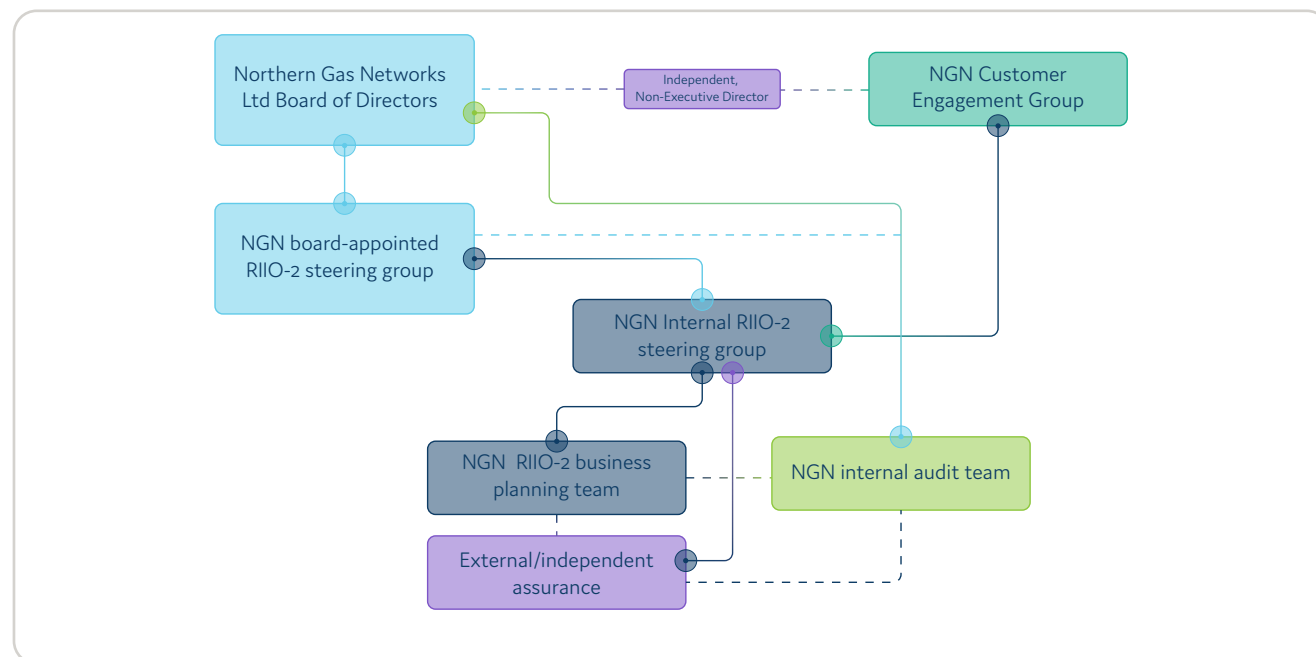 Northern Gas Networks
Ltd Board of Directors
Independent,
Non-Executive Director
NGN Customer
Engagement Group
NGN board-appointed
RIIO-2 steering group
NGN Internal RIIO-2
steering group
NGN RIIO-2 business
planning team
NGN internal audit team
External/independent
assurance